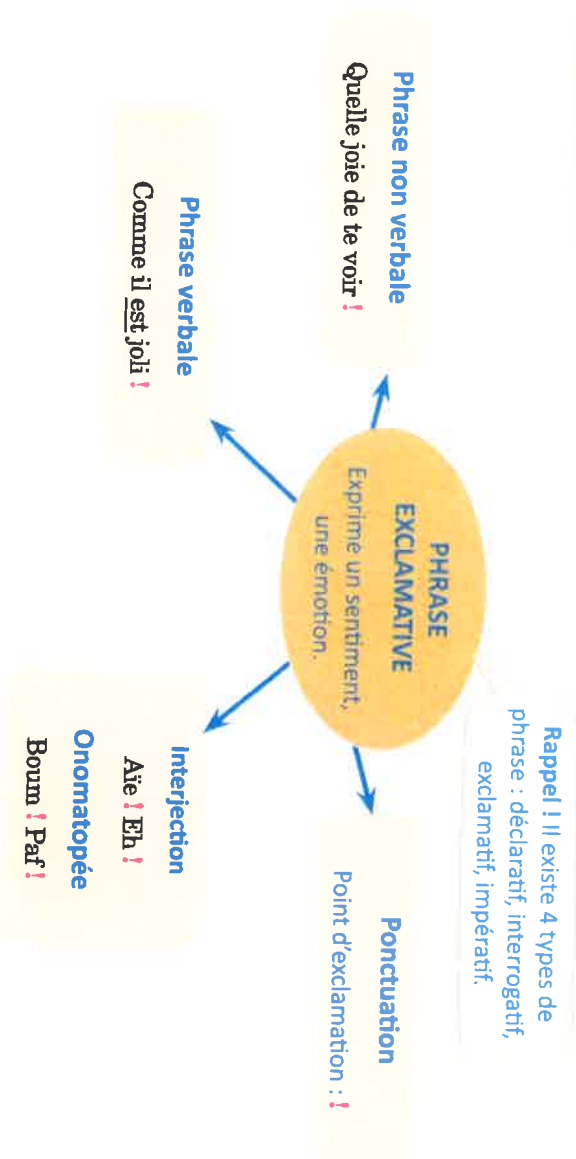 Rappel ! Il existe 4 types de
phrase : déclaratif, interrogatif,
exclamatif, impératif.
PHRASE
EXCLAMATIVE
Exprime un sentiment,
une émotion.
Phrase non verbale
Quelle joie de te voir !
Ponctuation
Point d'exclamation : !
Phrase verbale
Comme il est joli !
Interjection
Aïe ! Eh !
Onomatopée
Boum ! Paf !